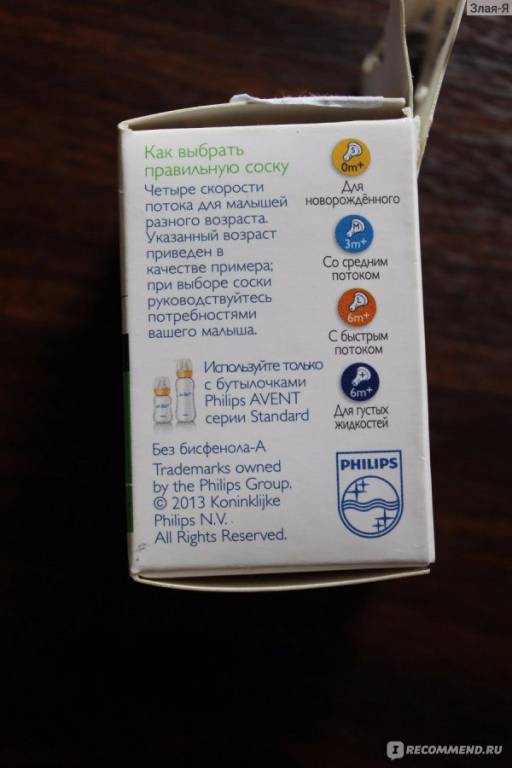 Злая-Я
Как выбрать
правильную соску
Четыре скорости
потока для малышей
разного возраста.
Указанный возраст
приведен в
качестве примера;
при выборе соски
руководствуйтесь
потребностями
вашего малыша.
0m+
Для
новорождённого
3m+
Со средним
потоком
6m+
С быстрым
потоком
6m+
Для густых
жидкостей
Используйте только
с бутылочками
Philips AVENT
серии Standard
Без бисфенола-А
Trademarks owned
by the Philips Group.
© 2013 Koninklijke
Philips N.V.
All Rights Reserved.
PHILIPS
I RECOMMEND.RU